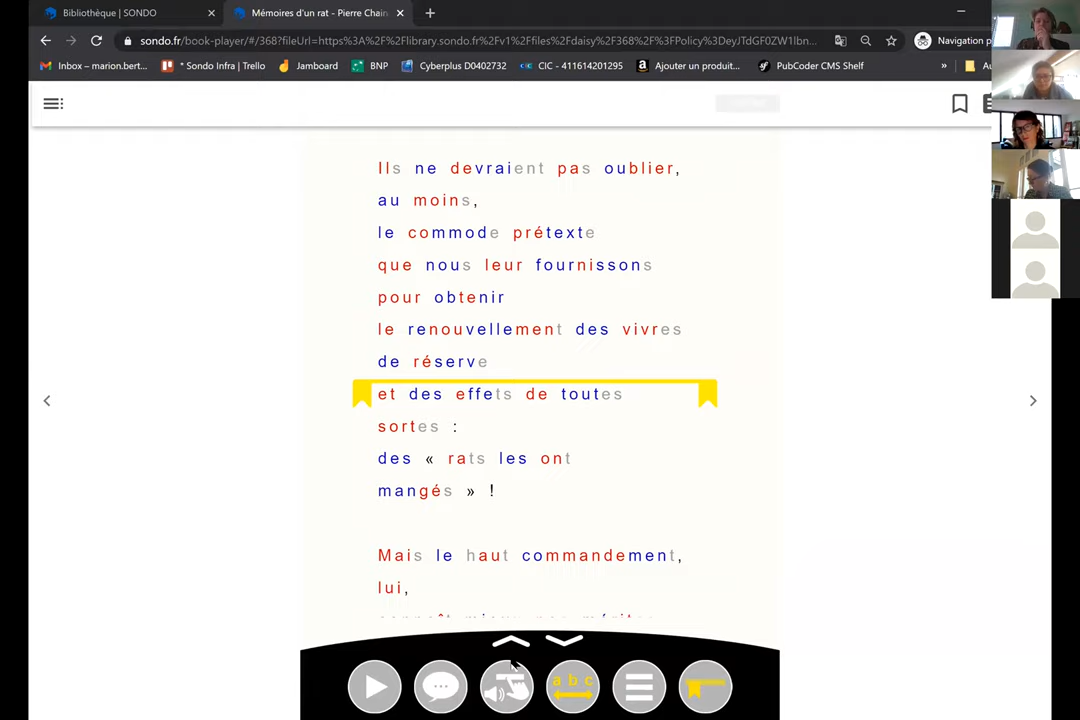 Bibliothèque | SONDO
Mémoires d'un rat - Pierre Chain
sondo.fr/book-player/#/368?fileUrl=https%3A%2F%2Flibrary.sondo.fr%2Fv1%2Ffiles%2Fdaisy%2F368%2F%3FPolicy%3DeyJTdGF0ZW1lbn...
Navigation p
Inbox – marion.bert...
* Sondo Infra | Trello
Jamboard
BNP
Cyberplus D0402732
CIC - 411614201295
Ajouter un produit...
PubCoder CMS Shelf
»
Ils ne devraient pas oublier,
au moins,
le commode prétexte
que nous leur fournissons
pour obtenir
le renouvellement des vivres
de réserve
et des effets de toutes
sortes :
des « rats les ont
mangés » !
Mais le haut commandement,
lui,
abc